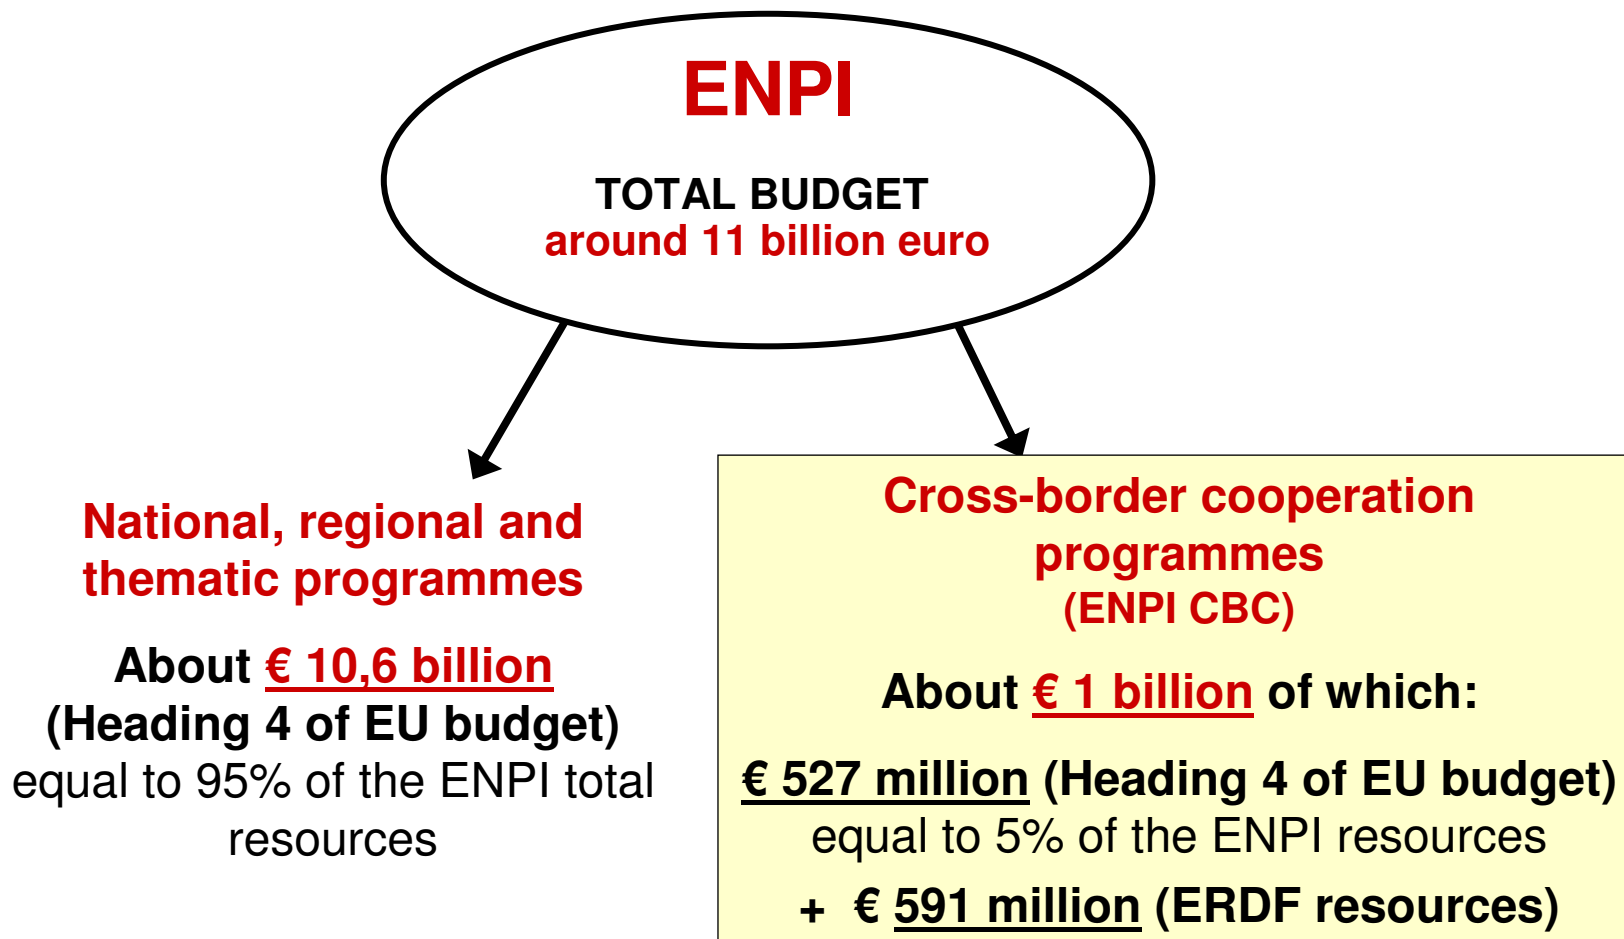 ENPI
TOTAL BUDGET
around 11 billion euro
National, regional and
thematic programmes
About € 10,6 billion
(Heading 4 of EU budget)
equal to 95% of the ENPI total
resources
Cross-border cooperation
programmes
(ENPI CBC)
About € 1 billion of which:
€ 527 million (Heading 4 of EU budget)
equal to 5% of the ENPI resources
+ € 591 million (ERDF resources)